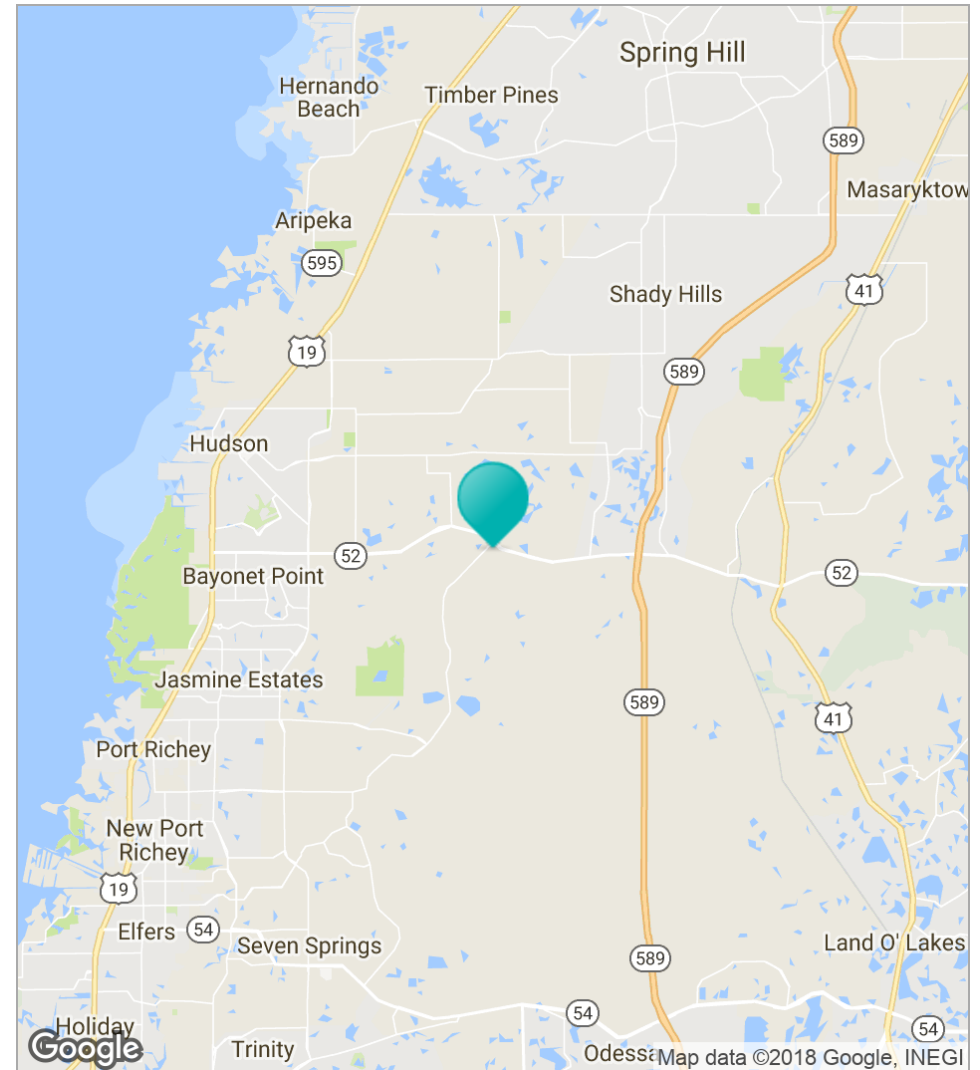 Spring Hill
Hernando
Beach
Timber Pines
589
Masaryktow
Aripeka
595
Shady Hills
41
19
589
Hudson
52
52
Bayonet Point
Jasmine Estates
589
41
Port Richey
New Port
Richey
19
Elfers
54
Seven Springs
Land O' Lakes
589
54
Holiday
54
Google
Trinity
Odessa
Map data ©2018 Google, INEGI